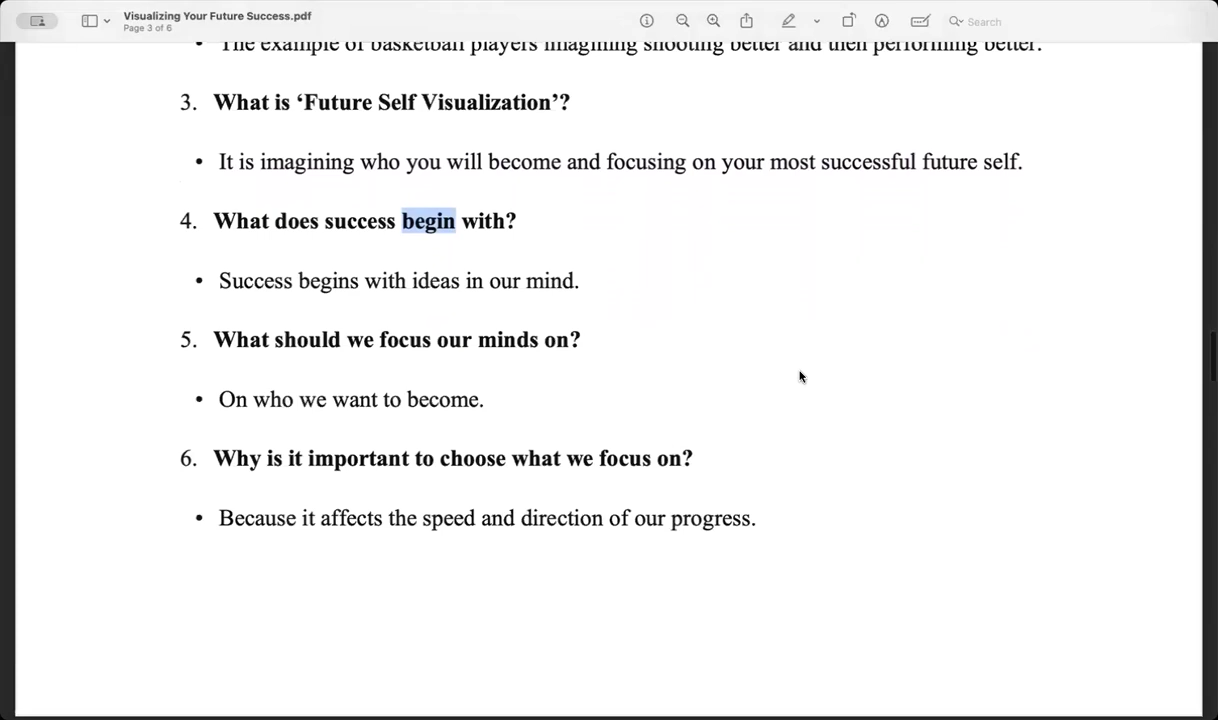 Visualizing Your Future Success.pdf
Page 3 of 6
Search
• The example of basketball players imagining shooting better and then performing better.
3. What is ‘Future Self Visualization’?
• It is imagining who you will become and focusing on your most successful future self.
4. What does success begin with?
• Success begins with ideas in our mind.
5. What should we focus our minds on?
• On who we want to become.
6. Why is it important to choose what we focus on?
• Because it affects the speed and direction of our progress.